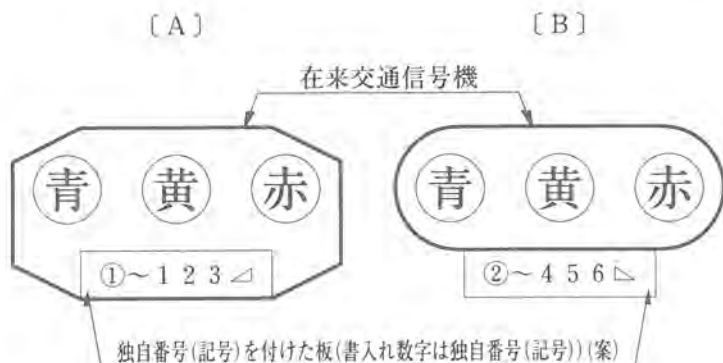 〔A〕 〔B〕
在来交通信号機
青 黄 赤 青 黄 赤
①～123⊿ ②～456◺
独自番号(記号)を付けた板(書入れ数字は独自番号(記号))(案)